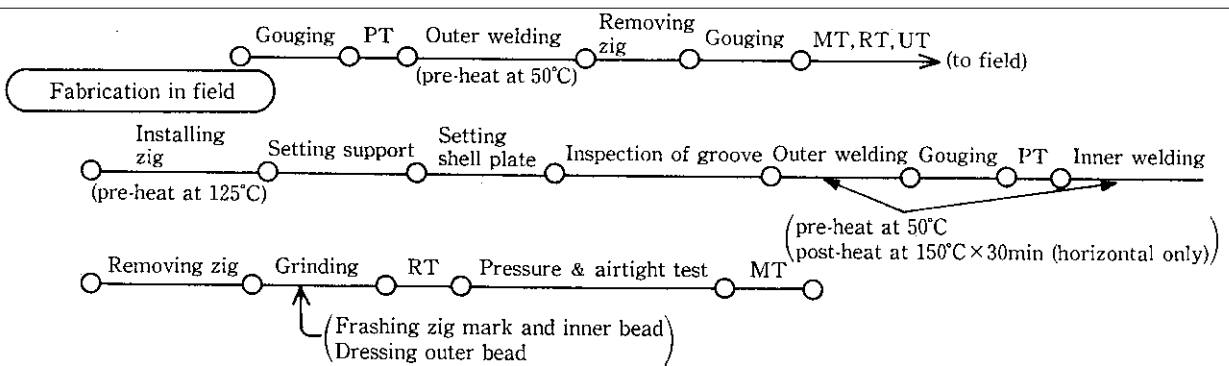 Gouging PT Outer welding Removing zig Gouging MT, RT, UT
(pre-heat at 50℃) (to field)
Fabrication in field
Installing zig Setting support Setting shell plate Inspection of groove Outer welding Gouging PT Inner welding
(pre-heat at 125℃)
(pre-heat at 50℃
post-heat at 150℃×30min (horizontal only))
Removing zig Grinding RT Pressure & airtight test MT
(Frashing zig mark and inner bead
Dressing outer bead)